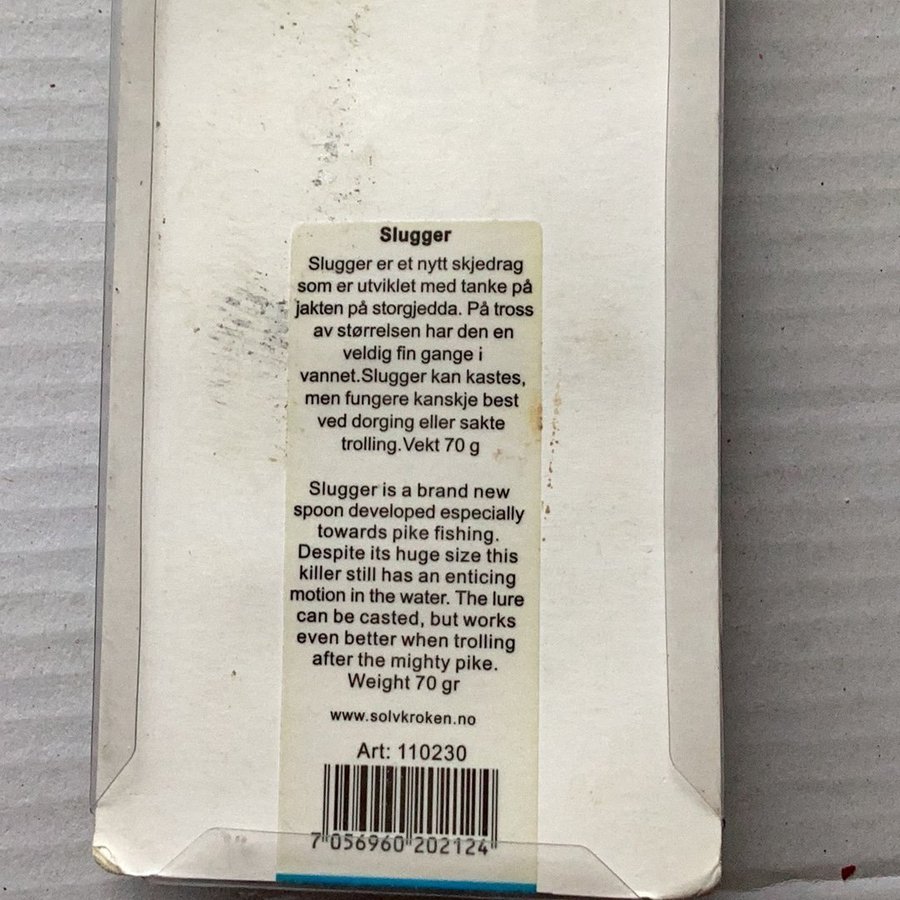 Slugger
Slugger er et nytt skjedrag
som er utviklet med tanke på
jakten på storgjedda. På tross
av størrelsen har den en
veldig fin gange i
vannet.Slugger kan kastes,
men fungere kanskje best
ved dorging eller sakte
trolling.Vekt 70 g
Slugger is a brand new
spoon developed especially
towards pike fishing.
Despite its huge size this
killer still has an enticing
motion in the water. The lure
can be casted, but works
even better when trolling
after the mighty pike.
Weight 70 gr
www.solvkroken.no
Art: 110230
7 056960 202124